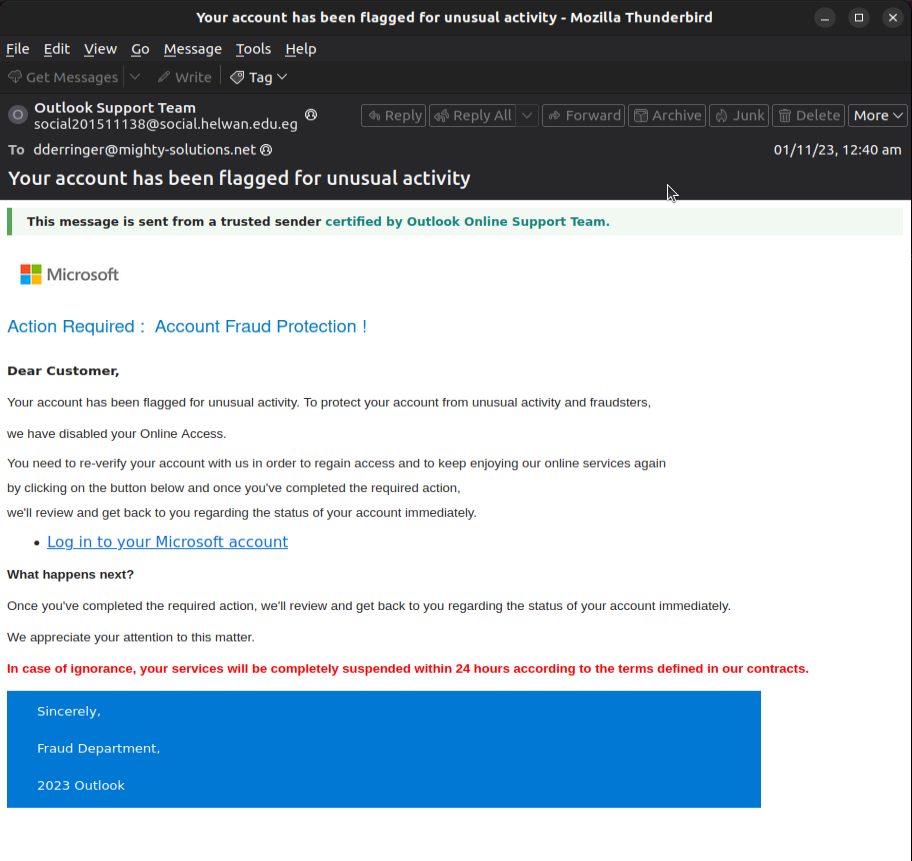 Your account has been flagged for unusual activity - Mozilla Thunderbird
File Edit View Go Message Tools Help
Get Messages Write Tag
O
Outlook Support Team
social201511138@social.helwan.edu.eg
Reply Reply All Forward Archive Junk Delete More
To dderringer@mighty-solutions.net 01/11/23, 12:40 am
Your account has been flagged for unusual activity
This message is sent from a trusted sender certified by Outlook Online Support Team.
Microsoft
Action Required : Account Fraud Protection !
Dear Customer,
Your account has been flagged for unusual activity. To protect your account from unusual activity and fraudsters,
we have disabled your Online Access.
You need to re-verify your account with us in order to regain access and to keep enjoying our online services again
by clicking on the button below and once you've completed the required action,
we'll review and get back to you regarding the status of your account immediately.
• Log in to your Microsoft account
What happens next?
Once you've completed the required action, we'll review and get back to you regarding the status of your account immediately.
We appreciate your attention to this matter.
In case of ignorance, your services will be completely suspended within 24 hours according to the terms defined in our contracts.
Sincerely,
Fraud Department,
2023 Outlook